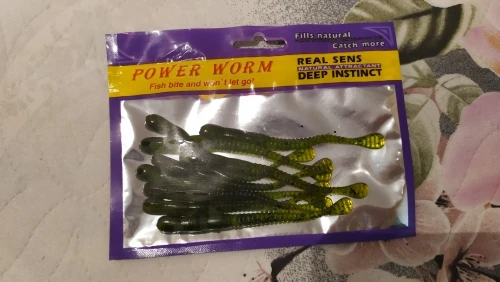 Fills natural
Catch more
POWER WORM
Fish bite and won't let go!
REAL SENS
NATURAL ATTRACTANT
DEEP INSTINCT